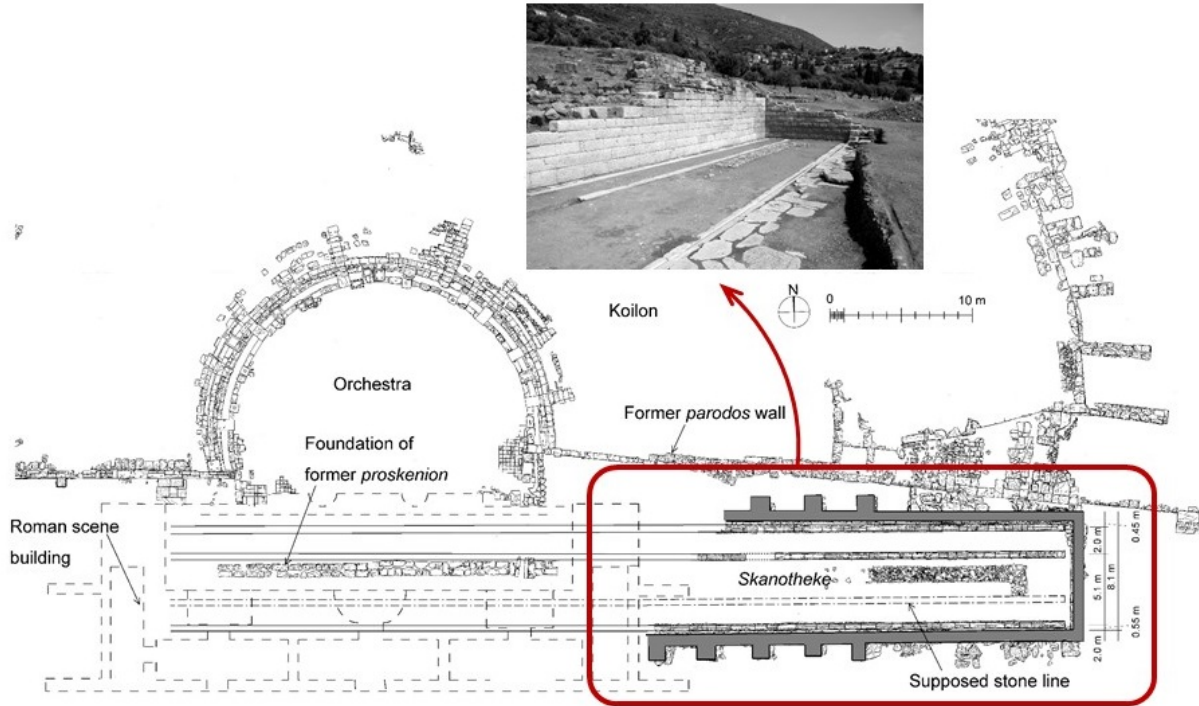 N
0
10 m
Koilon
Orchestra
Former parodos wall
Foundation of
former proskenion
Roman scene
building
Skanotheke
Supposed stone line
2.0 m
0.45 m
5.1 m
8.1 m
2.0 m
0.55 m